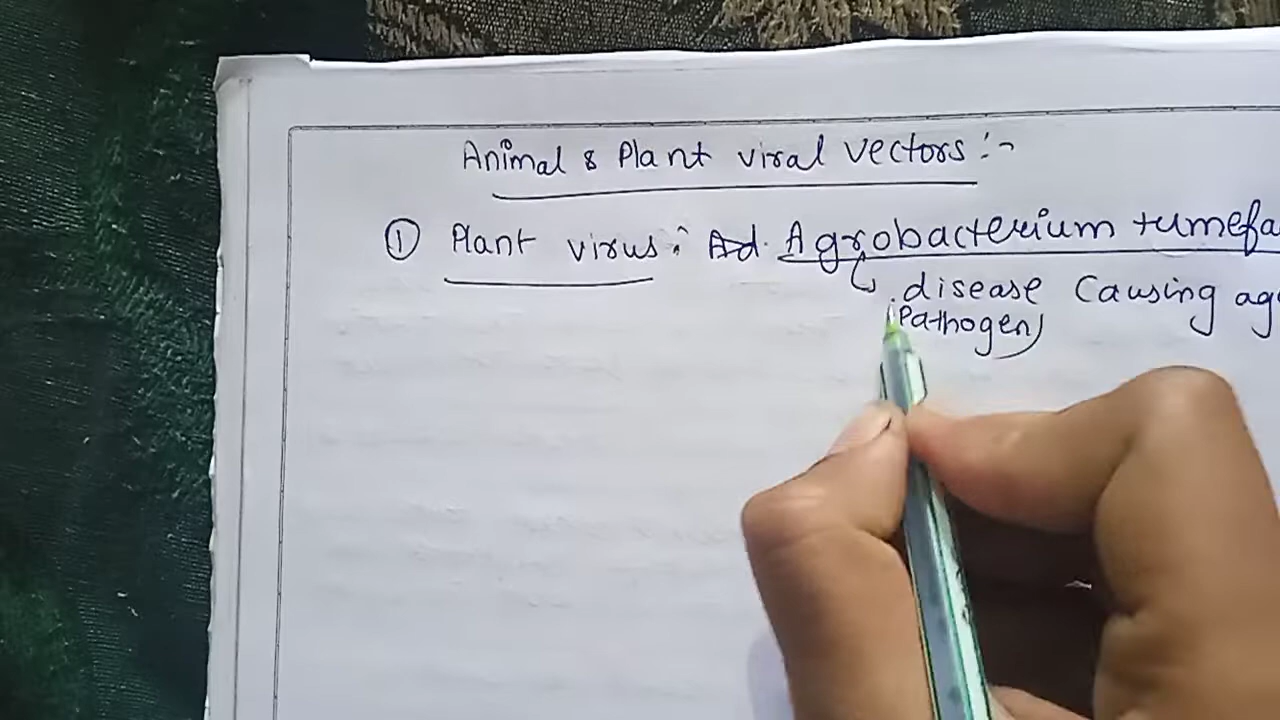 Animal & Plant viral vectors :-
① Plant virus : Ad. Agrobacterium tumefa
disease causing ag
(Pathogen)